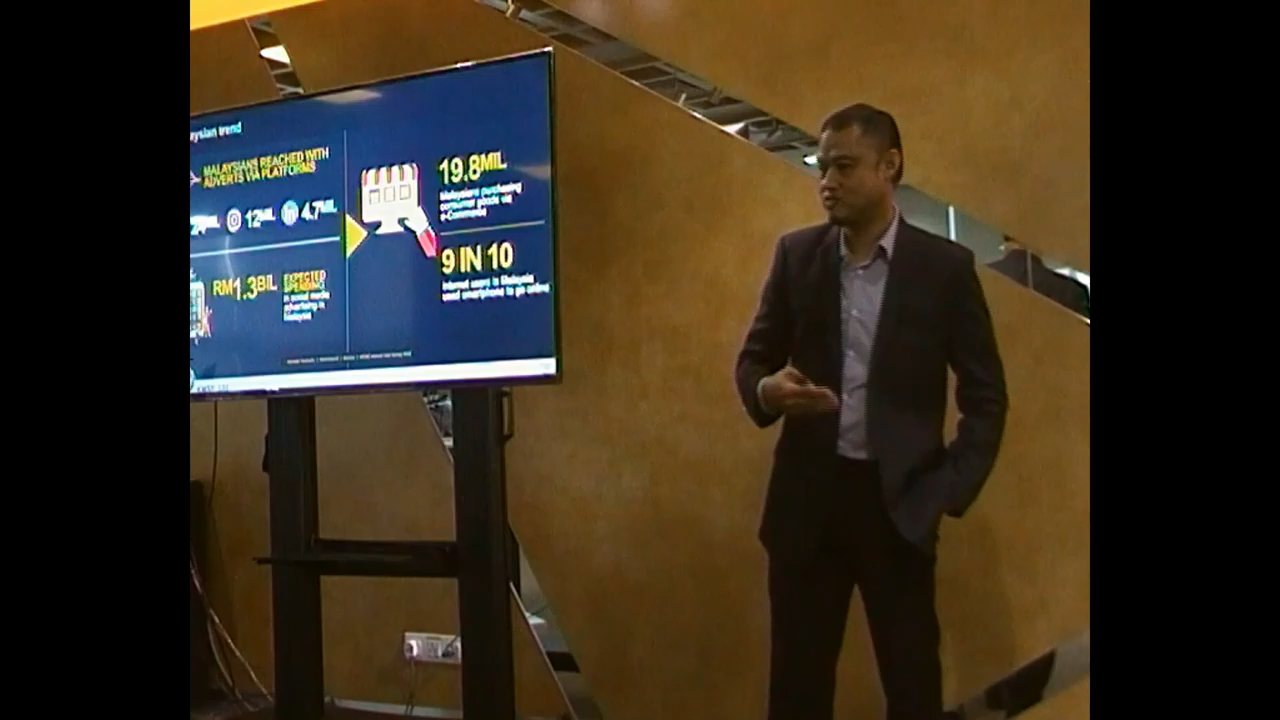 aysian trend
MALAYSIANS REACHED WITH
ADVERTS VIA PLATFORMS
12MIL 4.7MIL
RM1.3BIL
EXPECTED
SPENDING
in social media
advertising in
Malaysia
19.8MIL
Malaysians purchasing
consumer goods via
e-Commerce
9 IN 10
Internet users in Malaysia
used smartphone to go online